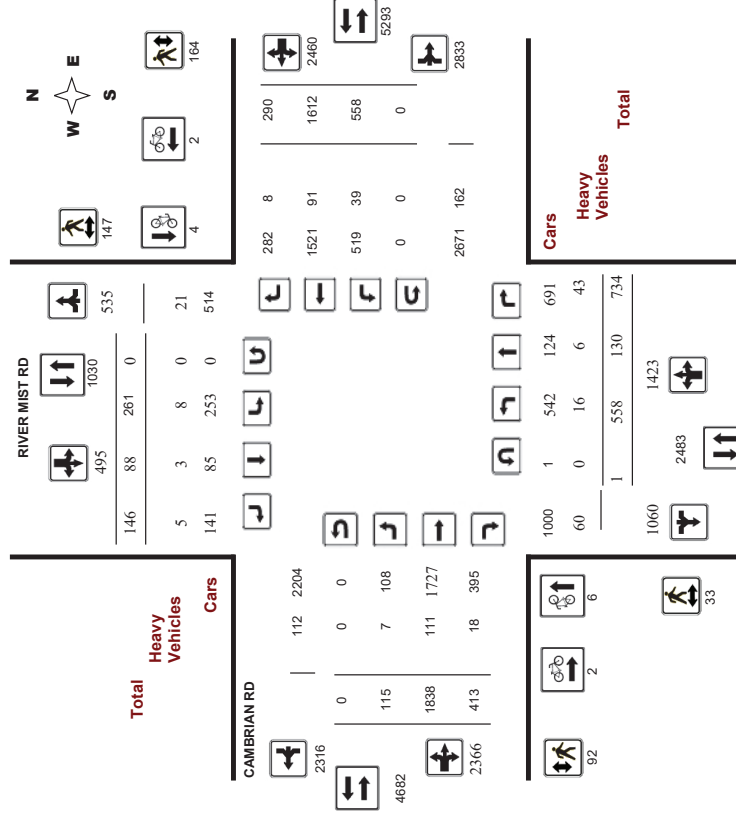 N
W E
S
164
2
147
4
RIVER MIST RD
1030
495
535
146 88 261 0
5 3 8 0 21
141 85 253 0 514
5293
2460
2833
282 8 290
1521 91 1612
519 39 558
0 0 0
2671 162
Total
Heavy
Vehicles
Cars
CAMBRIAN RD
2316
4682
2366
112 2204
0 0 0
115 7 108
1838 111 1727
413 18 395
Cars
Heavy
Vehicles
Total
1000 1 542 124 691
60 0 16 6 43
1 558 130 734
1060
2483
1423
92
2
6
33